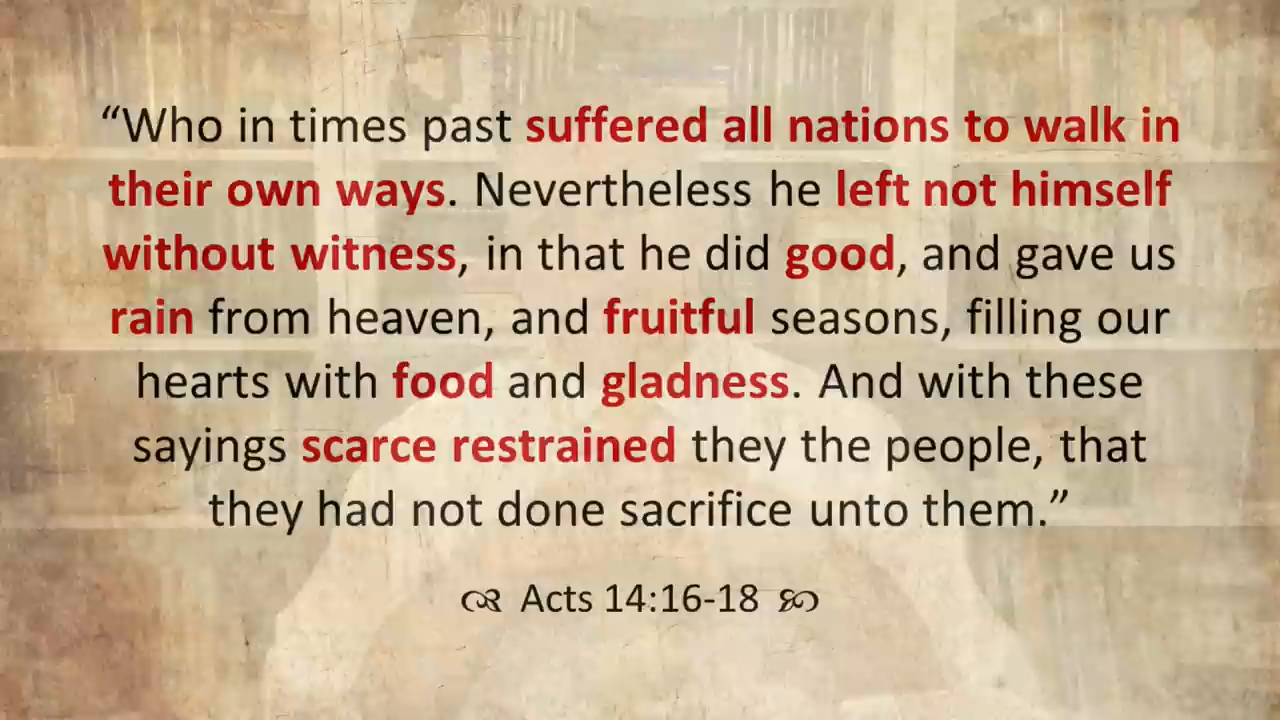 “Who in times past suffered all nations to walk in
their own ways. Nevertheless he left not himself
without witness, in that he did good, and gave us
rain from heaven, and fruitful seasons, filling our
hearts with food and gladness. And with these
sayings scarce restrained they the people, that
they had not done sacrifice unto them.”
Acts 14:16-18